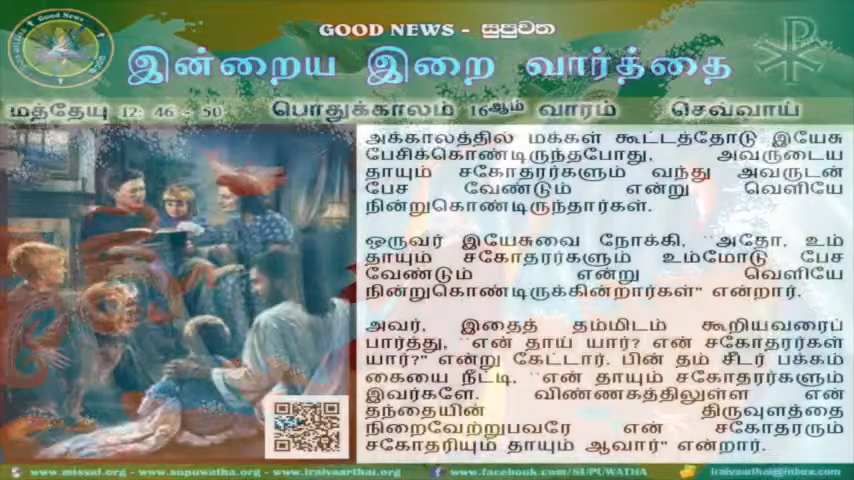 GOOD NEWS - සුපුවත
இன்றைய இறை வார்த்தை
மத்தேயு 12: 46 - 50 பொதுக்காலம் 16ஆம் வாரம் செவ்வாய்
அக்காலத்தில் மக்கள் கூட்டத்தோடு இயேசு
பேசிக்கொண்டிருந்தபோது, அவருடைய
தாயும் சகோதரர்களும் வந்து அவருடன்
பேச வேண்டும் என்று வெளியே
நின்றுகொண்டிருந்தார்கள்.
ஒருவர் இயேசுவை நோக்கி, ``அதோ, உம்
தாயும் சகோதரர்களும் உம்மோடு பேச
வேண்டும் என்று வெளியே
நின்றுகொண்டிருக்கின்றார்கள்" என்றார்.
அவர், இதைத் தம்மிடம் கூறியவரைப்
பார்த்து, ``என் தாய் யார்? என் சகோதரர்கள்
யார்?" என்று கேட்டார். பின் தம் சீடர் பக்கம்
கையை நீட்டி, ``என் தாயும் சகோதரர்களும்
இவர்களே. விண்ணகத்திலுள்ள என்
தந்தையின் திருவுளத்தை
நிறைவேற்றுபவரே என் சகோதரரும்
சகோதரியும் தாயும் ஆவார்" என்றார்.
www.missaf.org - www.supuwatha.org - www.iraivaarthai.org www.facebook.com/SUPUWATHA iraivaarthai@inbox.com